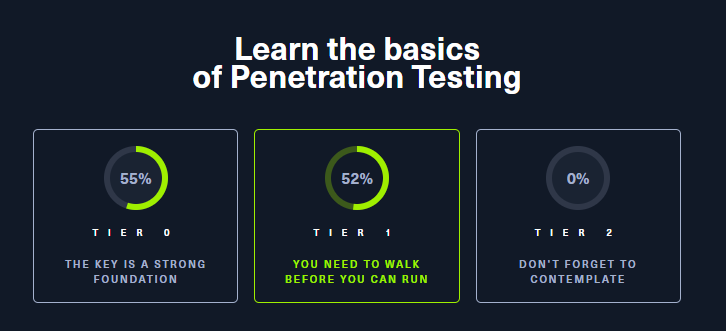 Learn the basics
of Penetration Testing
55%
TIER 0
THE KEY IS A STRONG
FOUNDATION
52%
TIER 1
YOU NEED TO WALK
BEFORE YOU CAN RUN
0%
TIER 2
DON'T FORGET TO
CONTEMPLATE